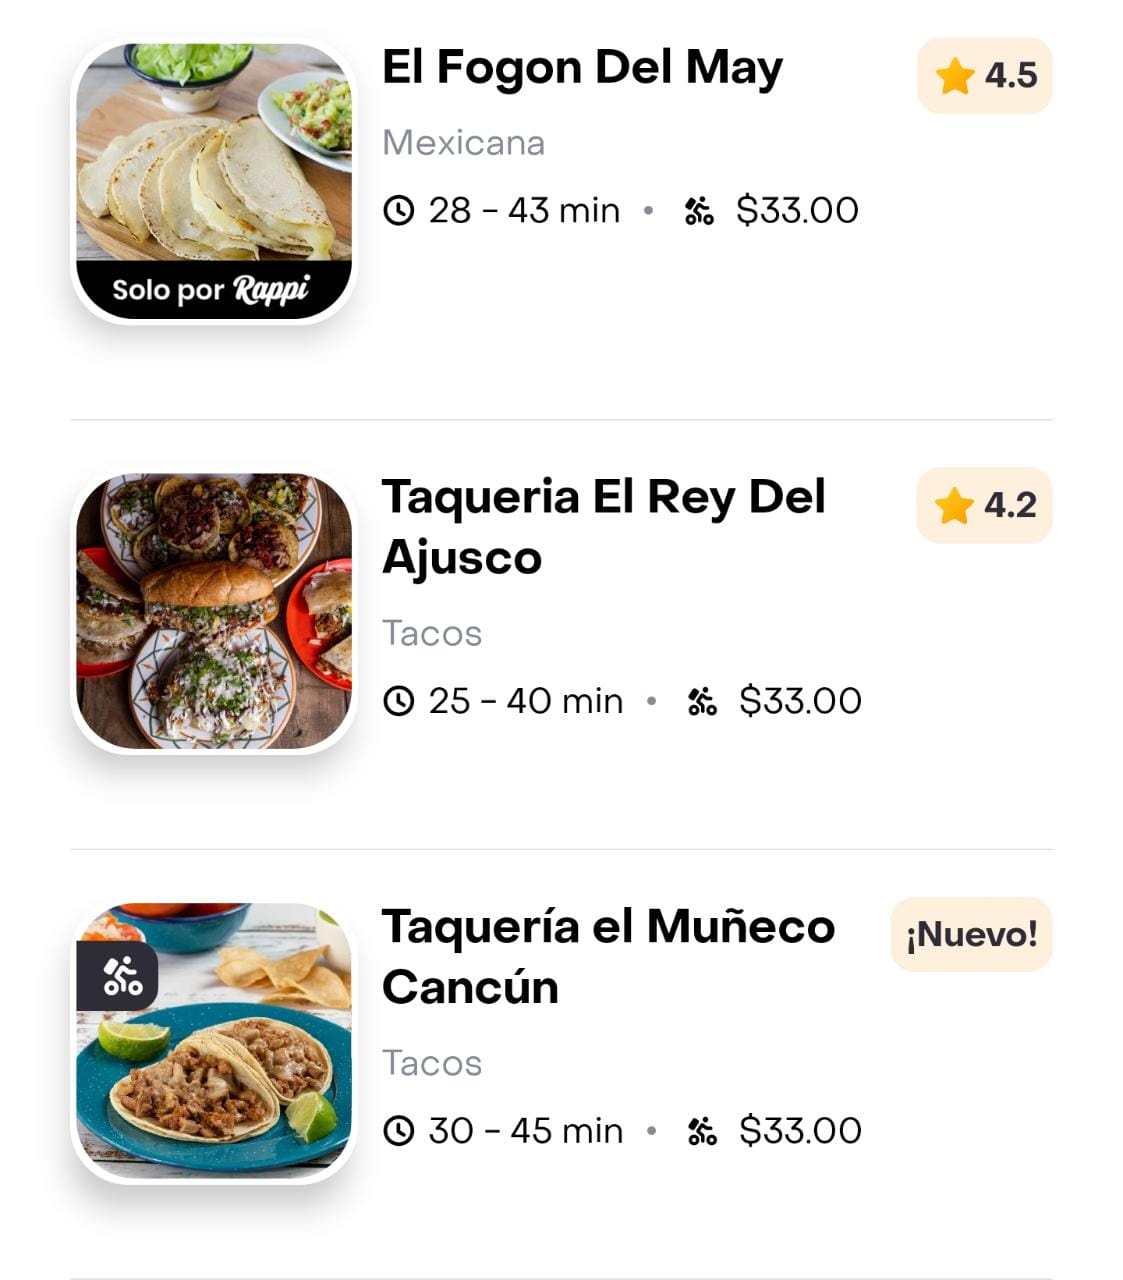 El Fogon Del May
4.5
Mexicana
28 – 43 min • $33.00
Solo por Rappi
Taqueria El Rey Del
Ajusco
4.2
Tacos
25 – 40 min • $33.00
Taquería el Muñeco
Cancún
¡Nuevo!
Tacos
30 – 45 min • $33.00